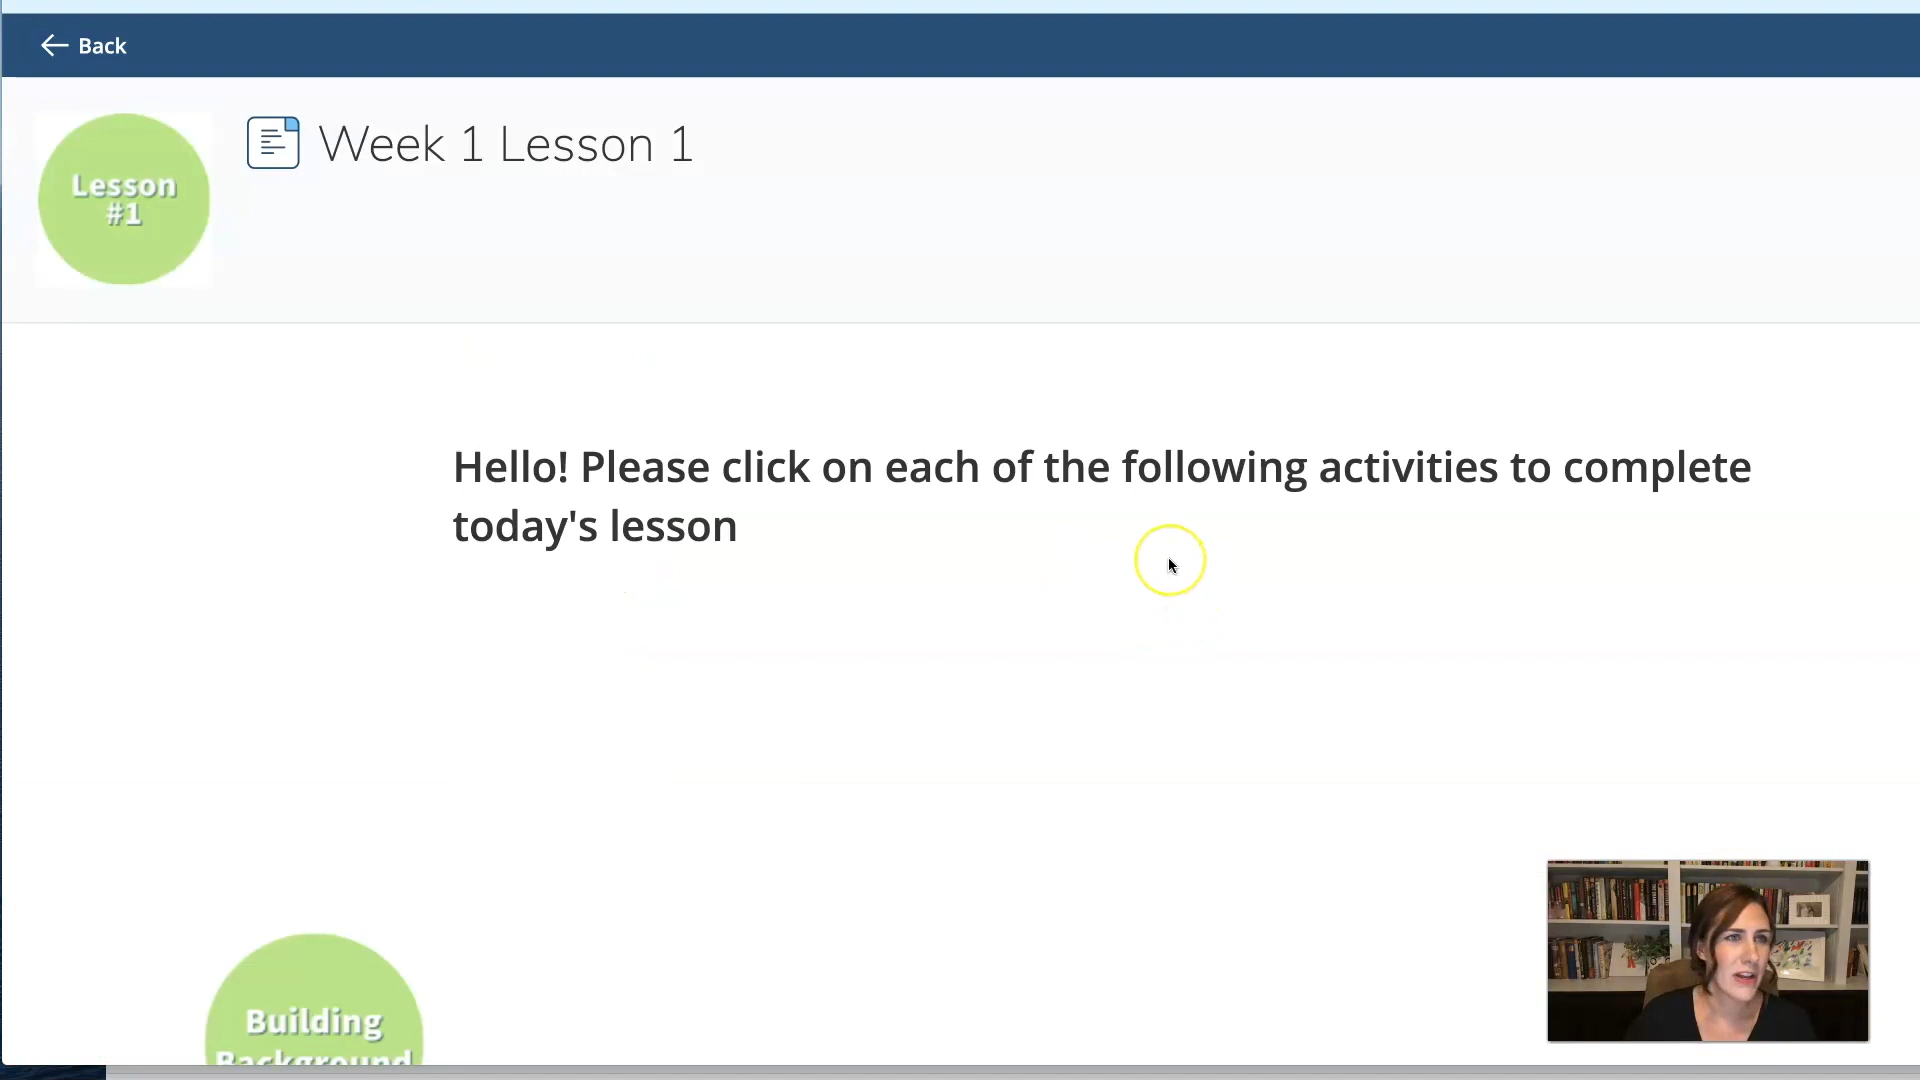 Back
Lesson
#1
Week 1 Lesson 1
Hello! Please click on each of the following activities to complete
today's lesson
Building
Background